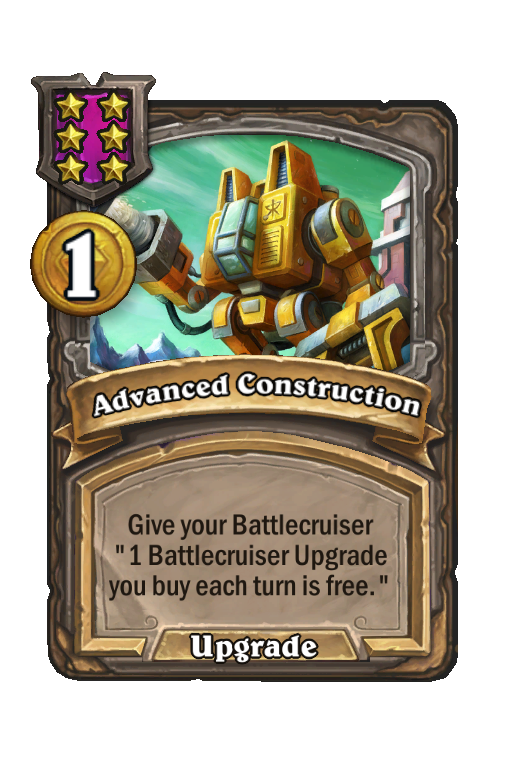 1
Advanced Construction
Give your Battlecruiser
"1 Battlecruiser Upgrade
you buy each turn is free."
Upgrade